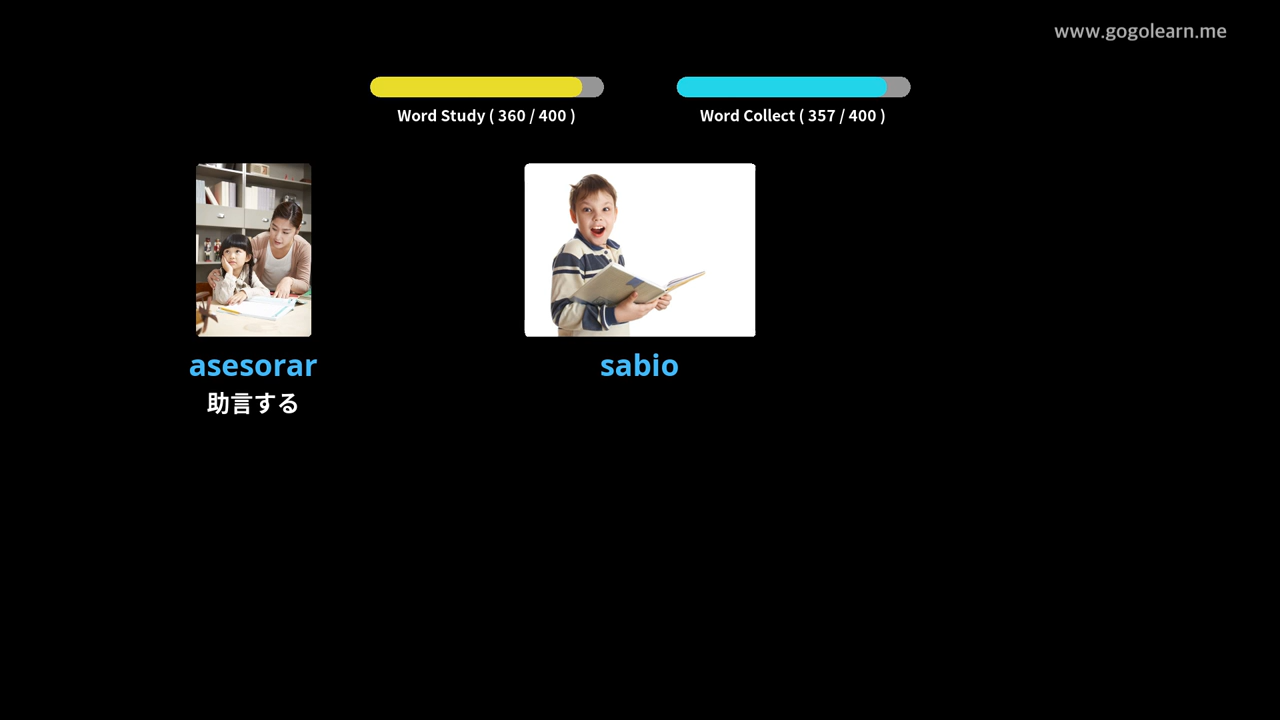 www.gogolearn.me
Word Study ( 360 / 400 )
Word Collect ( 357 / 400 )
asesorar
助言する
sabio